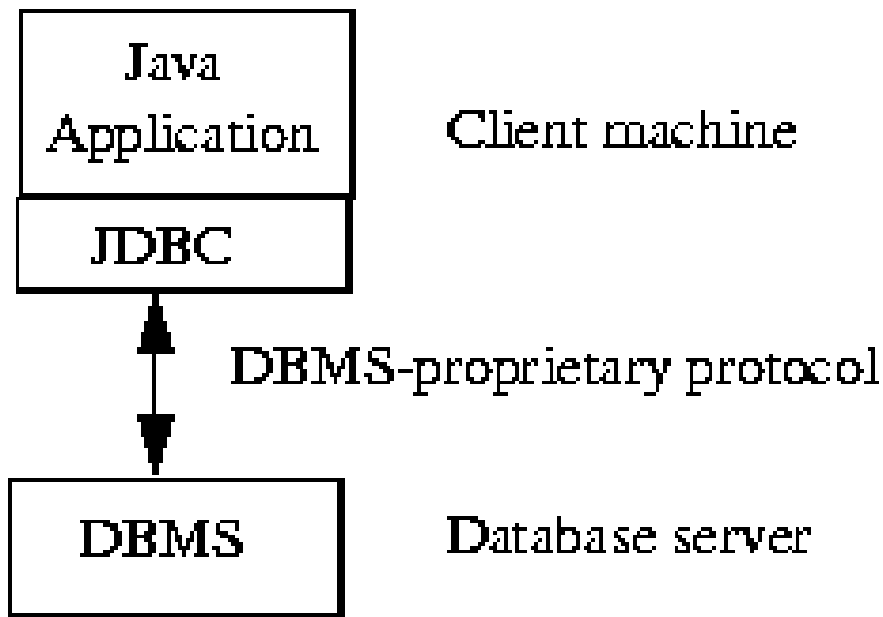 Java
Application
Client machine
JDBC
DBMS-proprietary protocol
DBMS
Database server